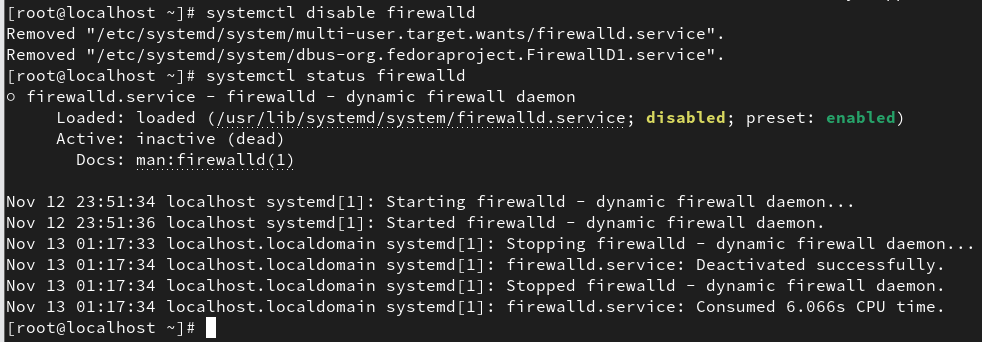 [root@localhost ~]# systemctl disable firewalld
Removed "/etc/systemd/system/multi-user.target.wants/firewalld.service".
Removed "/etc/systemd/system/dbus-org.fedoraproject.FirewallD1.service".
[root@localhost ~]# systemctl status firewalld
○ firewalld.service - firewalld - dynamic firewall daemon
     Loaded: loaded (/usr/lib/systemd/system/firewalld.service; disabled; preset: enabled)
     Active: inactive (dead)
       Docs: man:firewalld(1)

Nov 12 23:51:34 localhost systemd[1]: Starting firewalld - dynamic firewall daemon...
Nov 12 23:51:36 localhost systemd[1]: Started firewalld - dynamic firewall daemon.
Nov 13 01:17:33 localhost.localdomain systemd[1]: Stopping firewalld - dynamic firewall daemon...
Nov 13 01:17:34 localhost.localdomain systemd[1]: firewalld.service: Deactivated successfully.
Nov 13 01:17:34 localhost.localdomain systemd[1]: Stopped firewalld - dynamic firewall daemon.
Nov 13 01:17:34 localhost.localdomain systemd[1]: firewalld.service: Consumed 6.066s CPU time.
[root@localhost ~]#